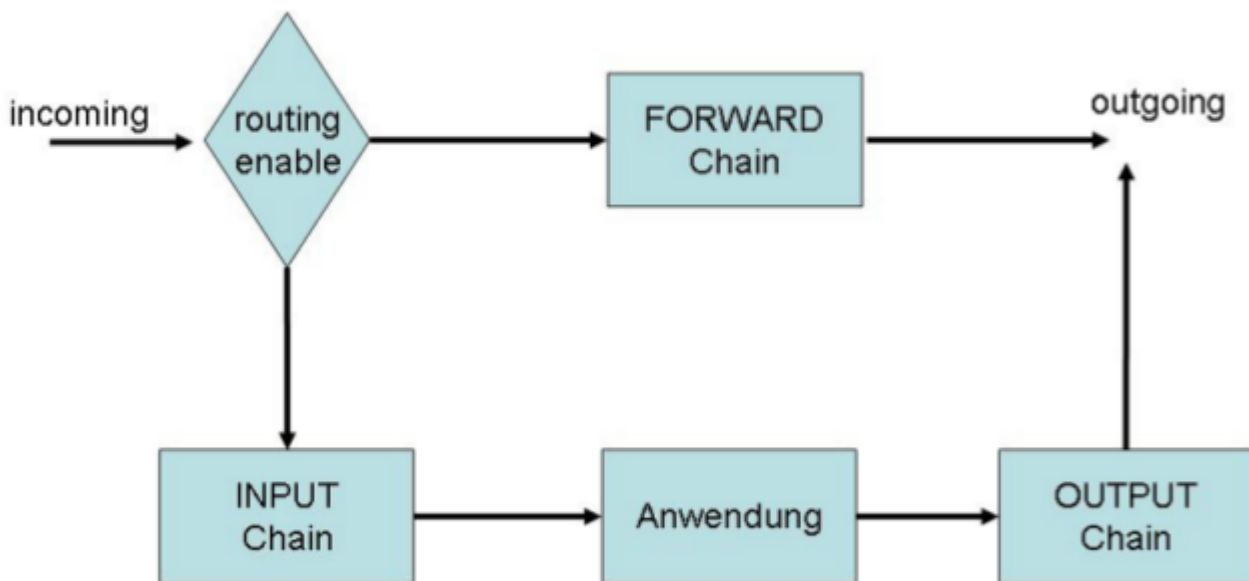 incoming
routing
enable
FORWARD
Chain
outgoing
INPUT
Chain
Anwendung
OUTPUT
Chain